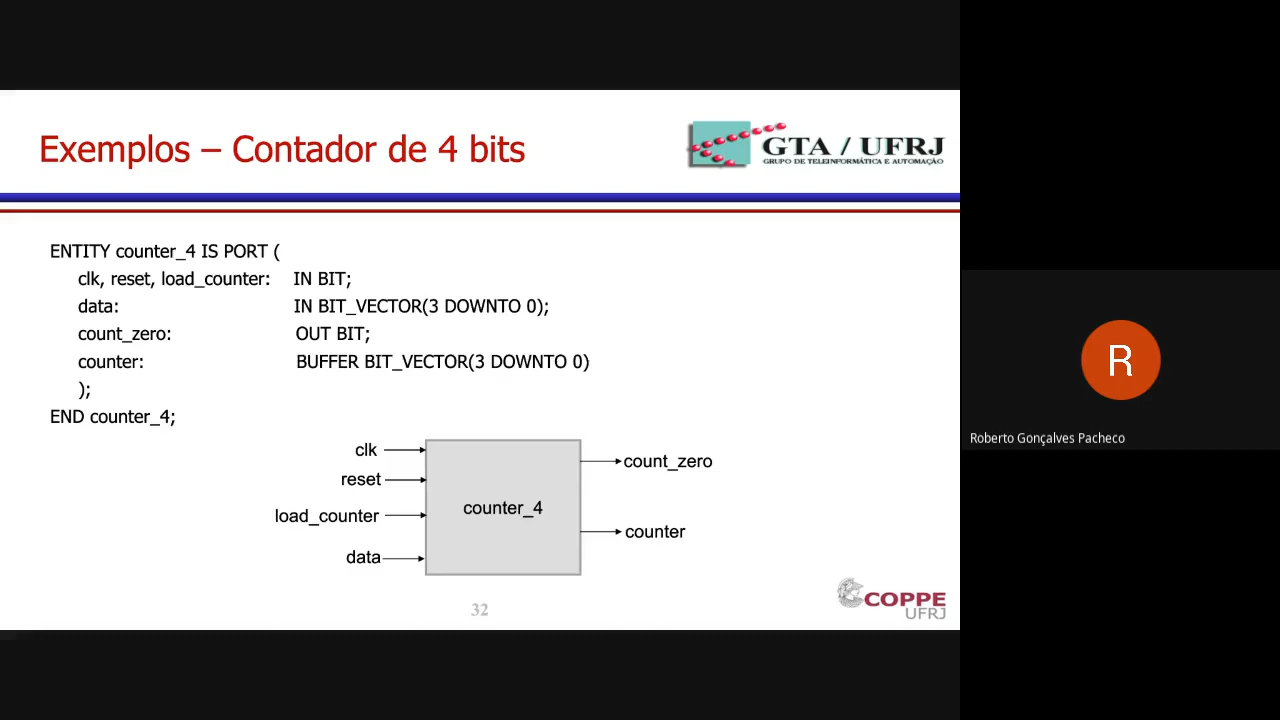 Exemplos – Contador de 4 bits
GTA / UFRJ
GRUPO DE TELEINFORMÁTICA E AUTOMAÇÃO
ENTITY counter_4 IS PORT (
clk, reset, load_counter: IN BIT;
data: IN BIT_VECTOR(3 DOWNTO 0);
count_zero: OUT BIT;
counter: BUFFER BIT_VECTOR(3 DOWNTO 0)
);
END counter_4;
clk
reset
load_counter
data
counter_4
count_zero
counter
32
COPPE
UFRJ
R
Roberto Gonçalves Pacheco